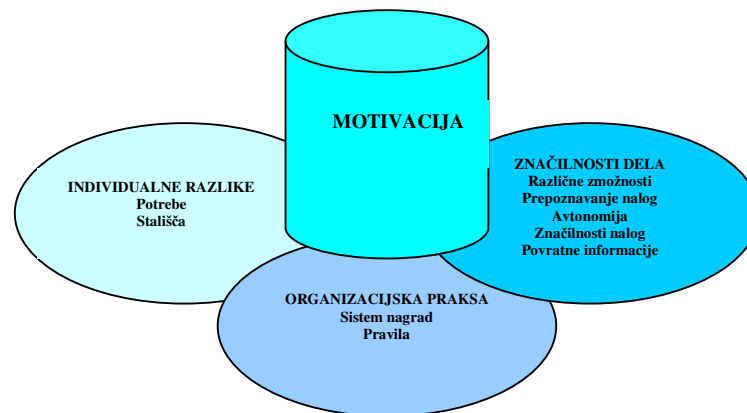 MOTIVACIJA
INDIVIDUALNE RAZLIKE
Potrebe
Stališča
ZNAČILNOSTI DELA
Različne zmožnosti
Prepoznavanje nalog
Avtonomija
Značilnosti nalog
Povratne informacije
ORGANIZACIJSKA PRAKSA
Sistem nagrad
Pravila